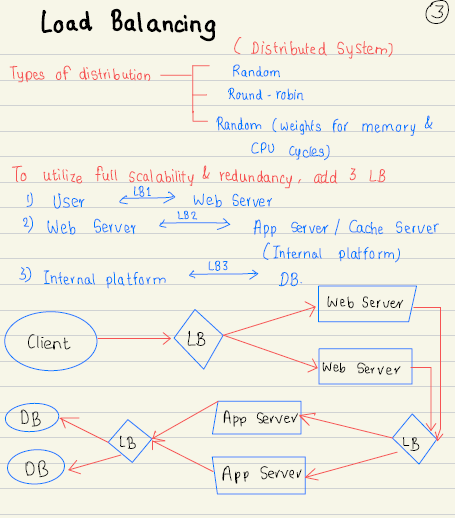 Load Balancing
3
(Distributed System)
Types of distribution
Random
Round-robin
Random (weights for memory &
CPU cycles)
To utilize full scalability & redundancy, add 3 LB
1) User LB1 Web Server
2) Web Server LB2 App Server / Cache Server
(Internal platform)
3) Internal platform LB3 DB.
Client
LB
Web Server
Web Server
DB
DB
LB
App Server
App Server
LB